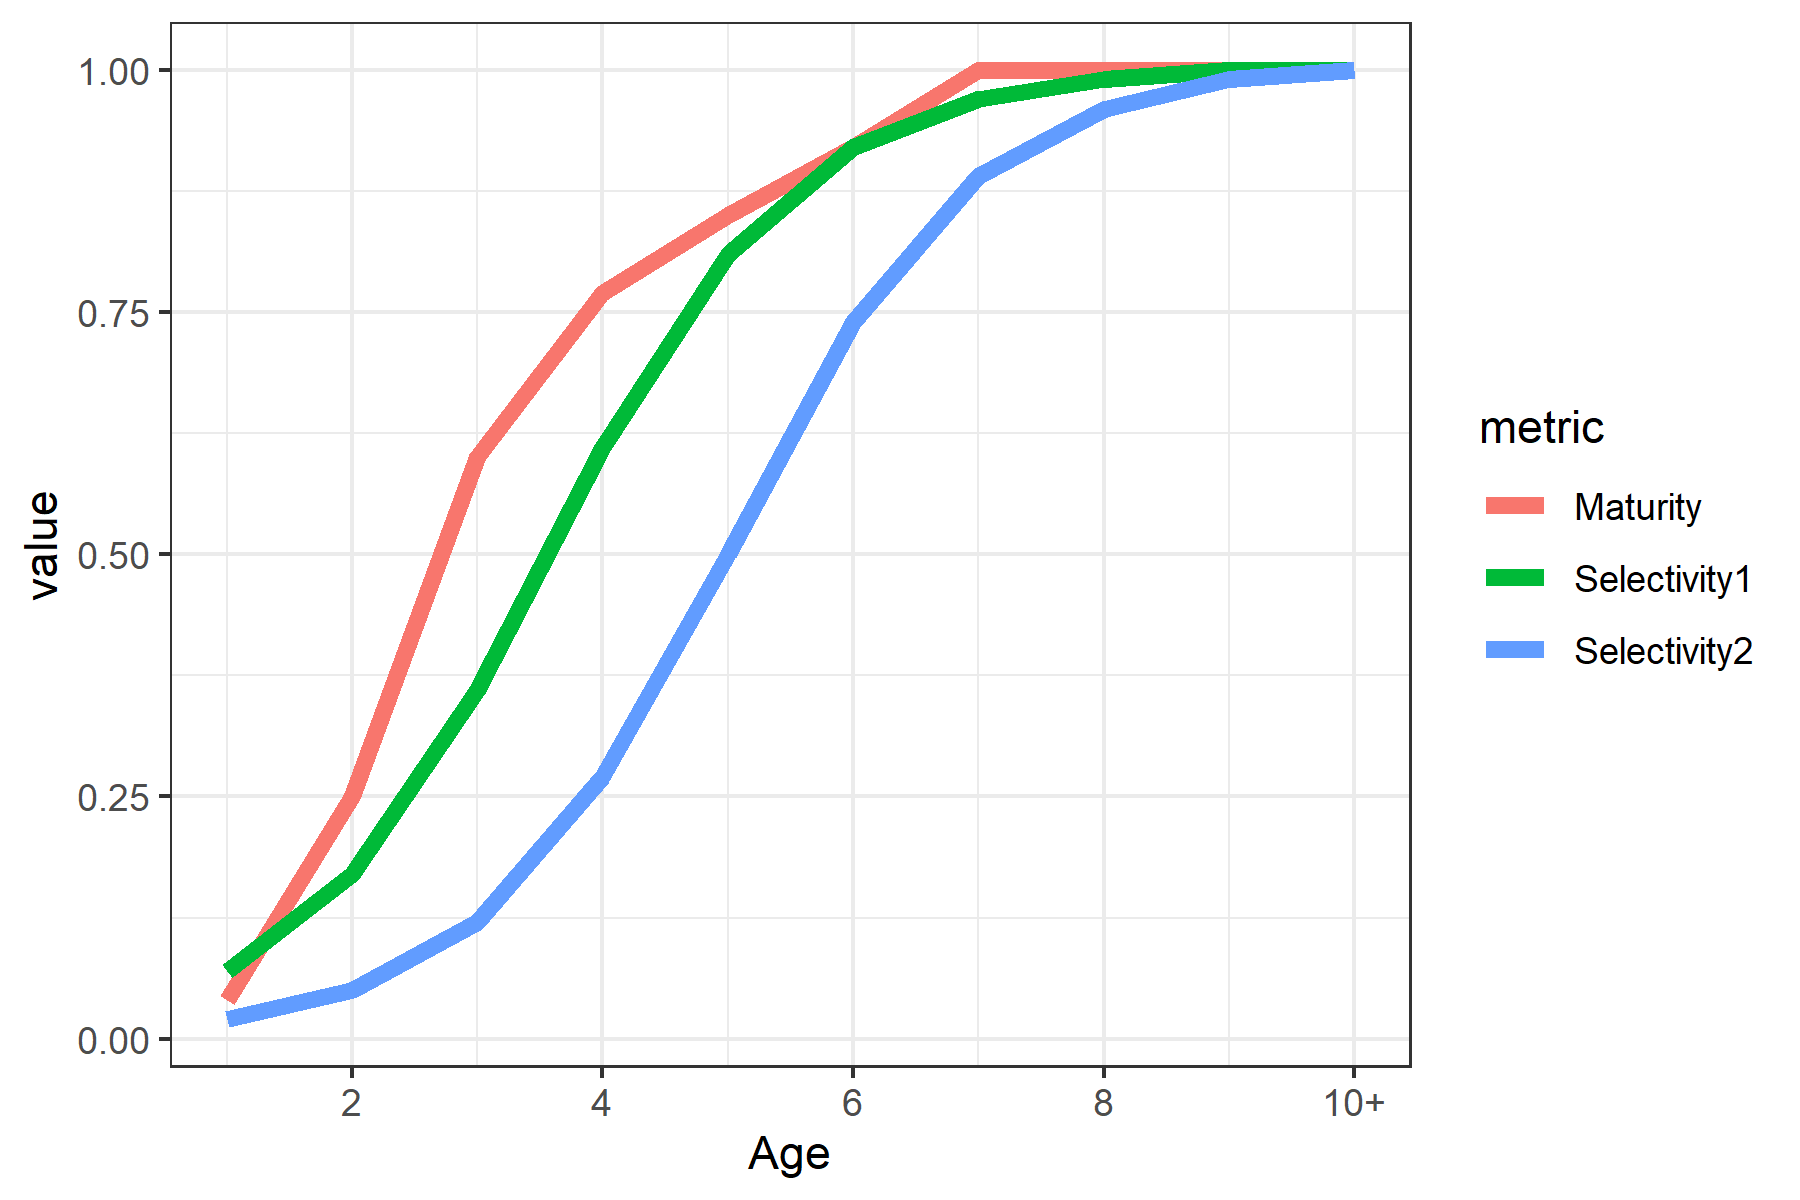 1.00
0.75
0.50
0.25
0.00
value
2 4 6 8 10+
Age
metric
Maturity
Selectivity1
Selectivity2